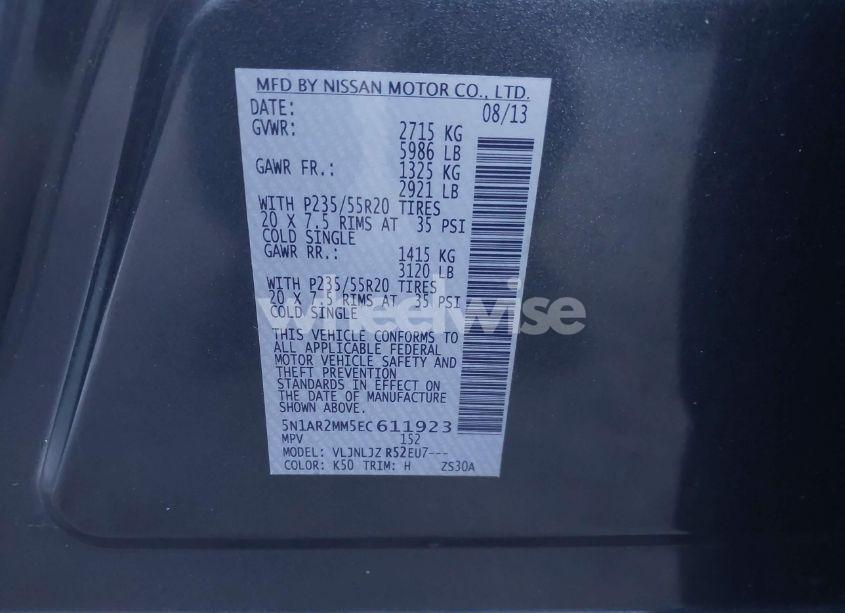 MFD BY NISSAN MOTOR CO., LTD.
DATE: 08/13
GVWR: 2715 KG
5986 LB
GAWR FR.: 1325 KG
2921 LB
WITH P235/55R20 TIRES
20 X 7.5 RIMS AT 35 PSI
COLD SINGLE
GAWR RR.: 1415 KG
3120 LB
WITH P235/55R20 TIRES
20 X 7.5 RIMS AT 35 PSI
COLD SINGLE
wheelwise
THIS VEHICLE CONFORMS TO
ALL APPLICABLE FEDERAL
MOTOR VEHICLE SAFETY AND
THEFT PREVENTION
STANDARDS IN EFFECT ON
THE DATE OF MANUFACTURE
SHOWN ABOVE.
5N1AR2MM5EC611923
MPV 152
MODEL: VLJNLJZ R52EU7---
COLOR: K50 TRIM: H ZS30A